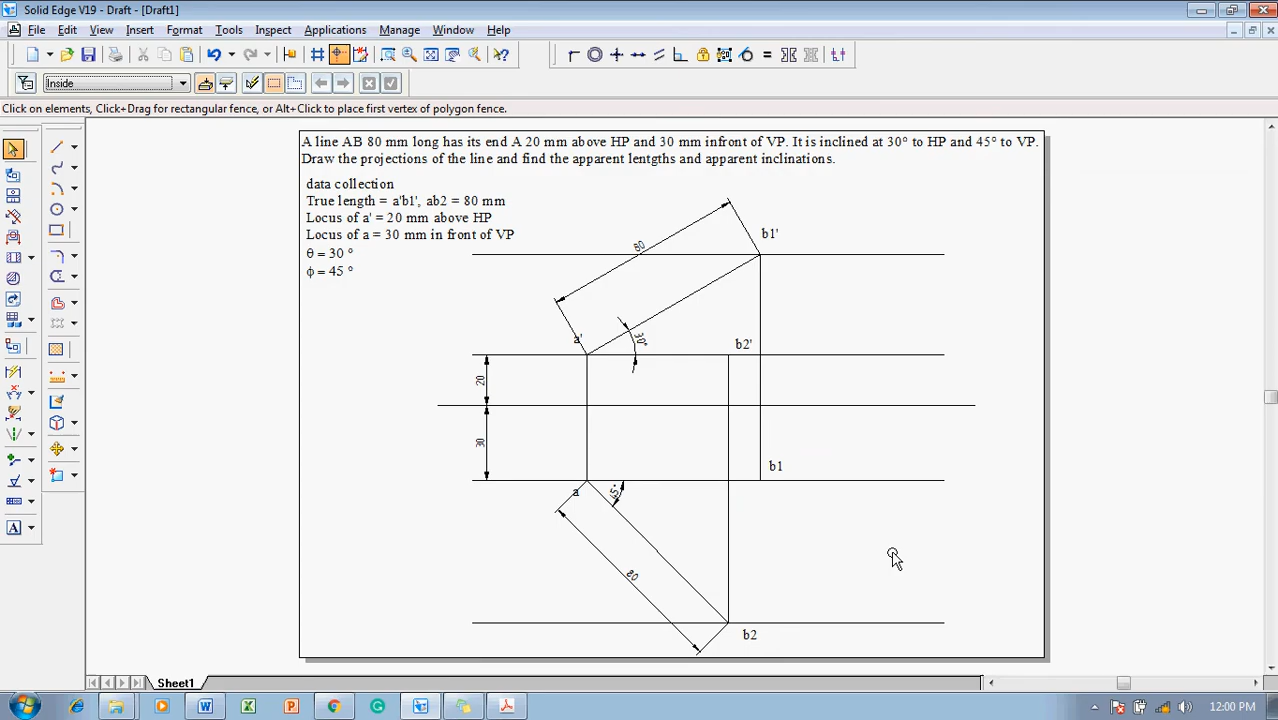 Solid Edge V19 - Draft - [Draft1]
File Edit View Insert Format Tools Inspect Applications Manage Window Help
Inside
Click on elements, Click+Drag for rectangular fence, or Alt+Click to place first vertex of polygon fence.
A line AB 80 mm long has its end A 20 mm above HP and 30 mm infront of VP. It is inclined at 30° to HP and 45° to VP.
Draw the projections of the line and find the apparent lentgths and apparent inclinations.
data collection
True length = a'b1', ab2 = 80 mm
Locus of a' = 20 mm above HP
Locus of a = 30 mm in front of VP
θ = 30 °
ϕ = 45 °
b1'
80
a'
30°
b2'
20
30
b1
a
45°
80
b2
A
Sheet1
12:00 PM